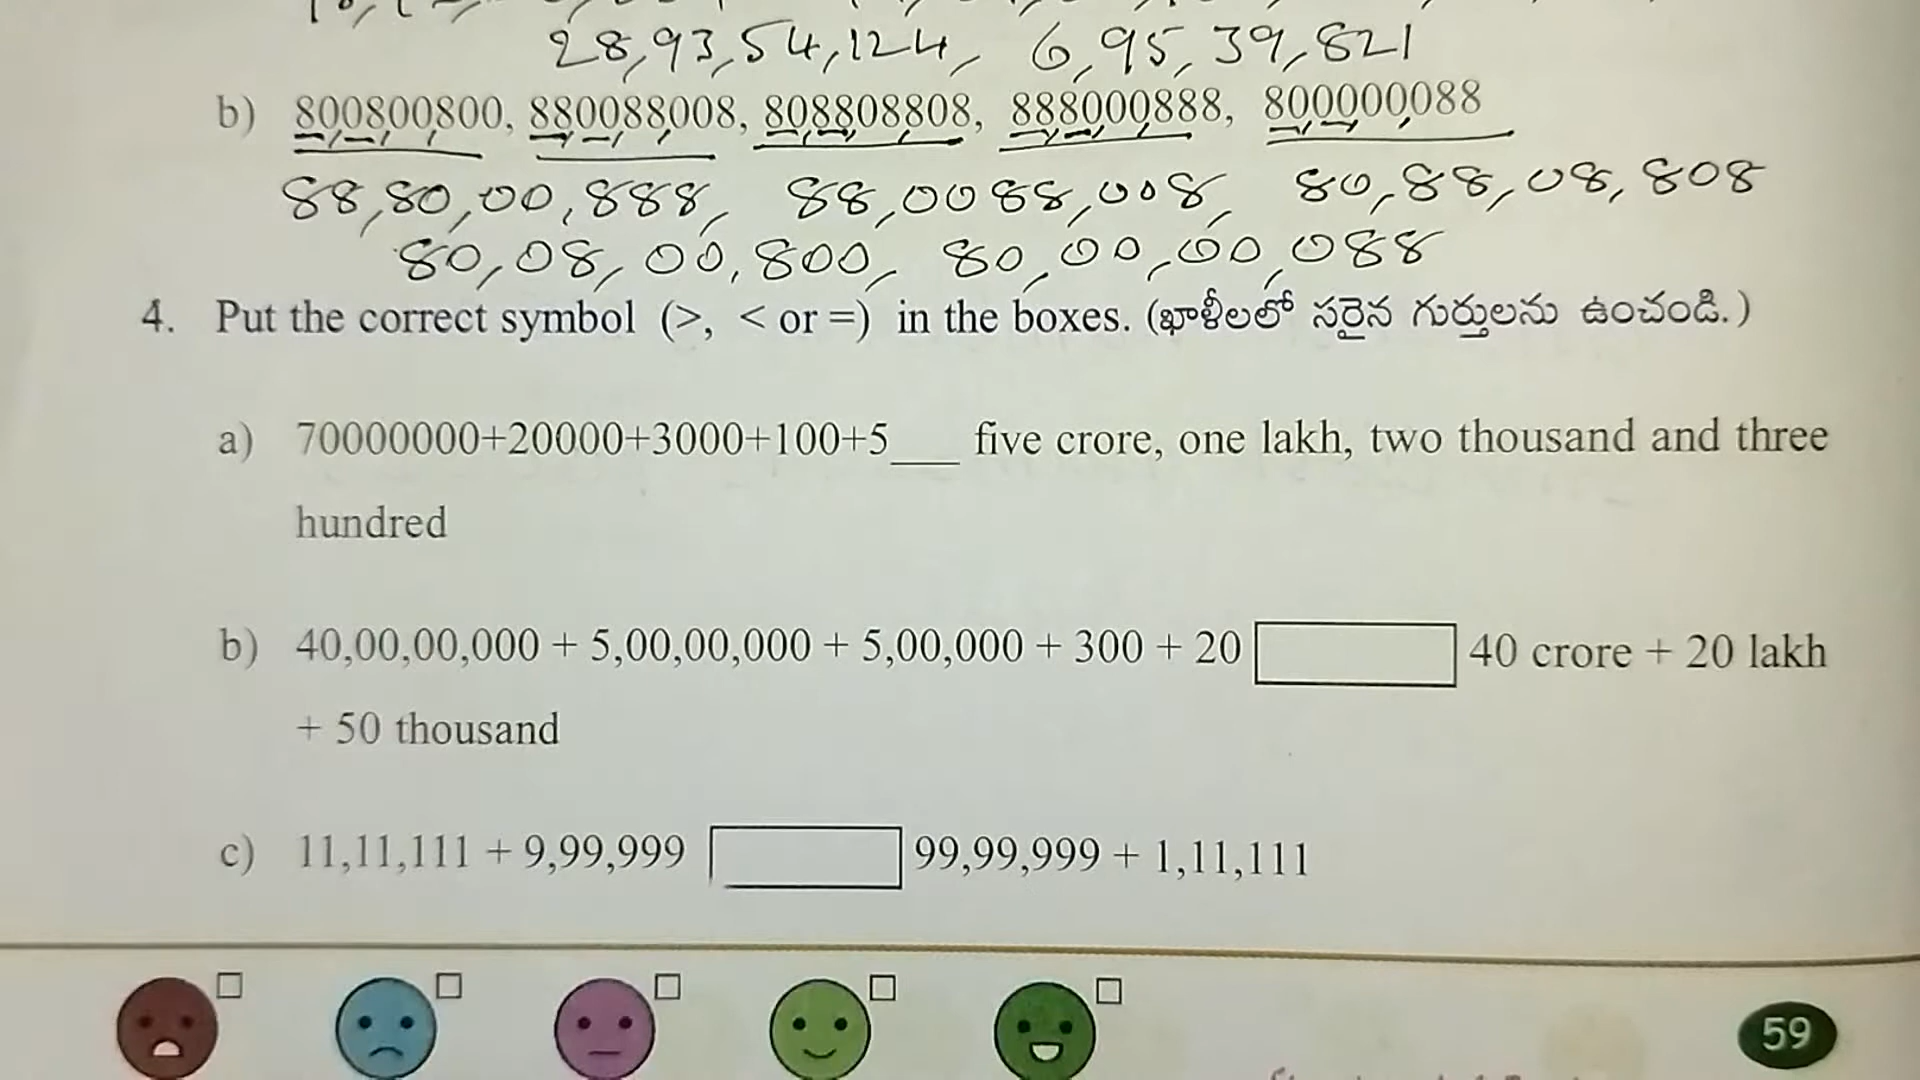 28,93,54,124, 6,95,39,821
b) 800800800, 880088008, 808808808, 888000888, 800000088
88,80,00,888, 88,0088,008, 80,88,08,808
80,08,00,800, 80,00,00,088
4. Put the correct symbol (>, < or =) in the boxes. (ఖాళీలలో సరైన గుర్తులను ఉంచండి.)
a) 70000000+20000+3000+100+5___ five crore, one lakh, two thousand and three
hundred
b) 40,00,00,000 + 5,00,00,000 + 5,00,000 + 300 + 20 40 crore + 20 lakh
+ 50 thousand
c) 11,11,111 + 9,99,999 99,99,999 + 1,11,111
59